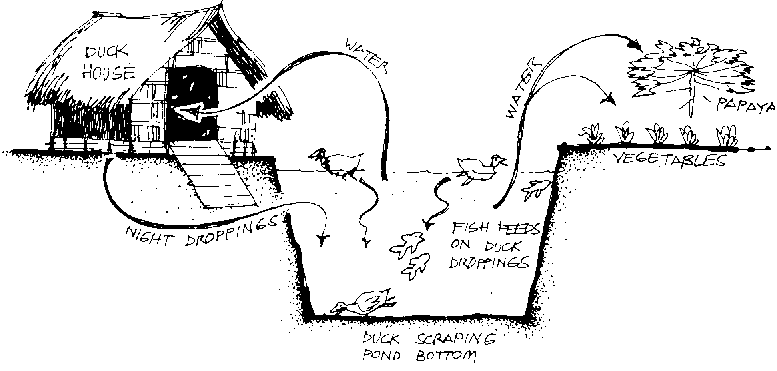 DUCK
HOUSE
WATER
WATER
PAPAYA
VEGETABLES
NIGHT DROPPINGS
FISH FEEDS
ON DUCK
DROPPINGS
DUCK SCRAPING
POND BOTTOM